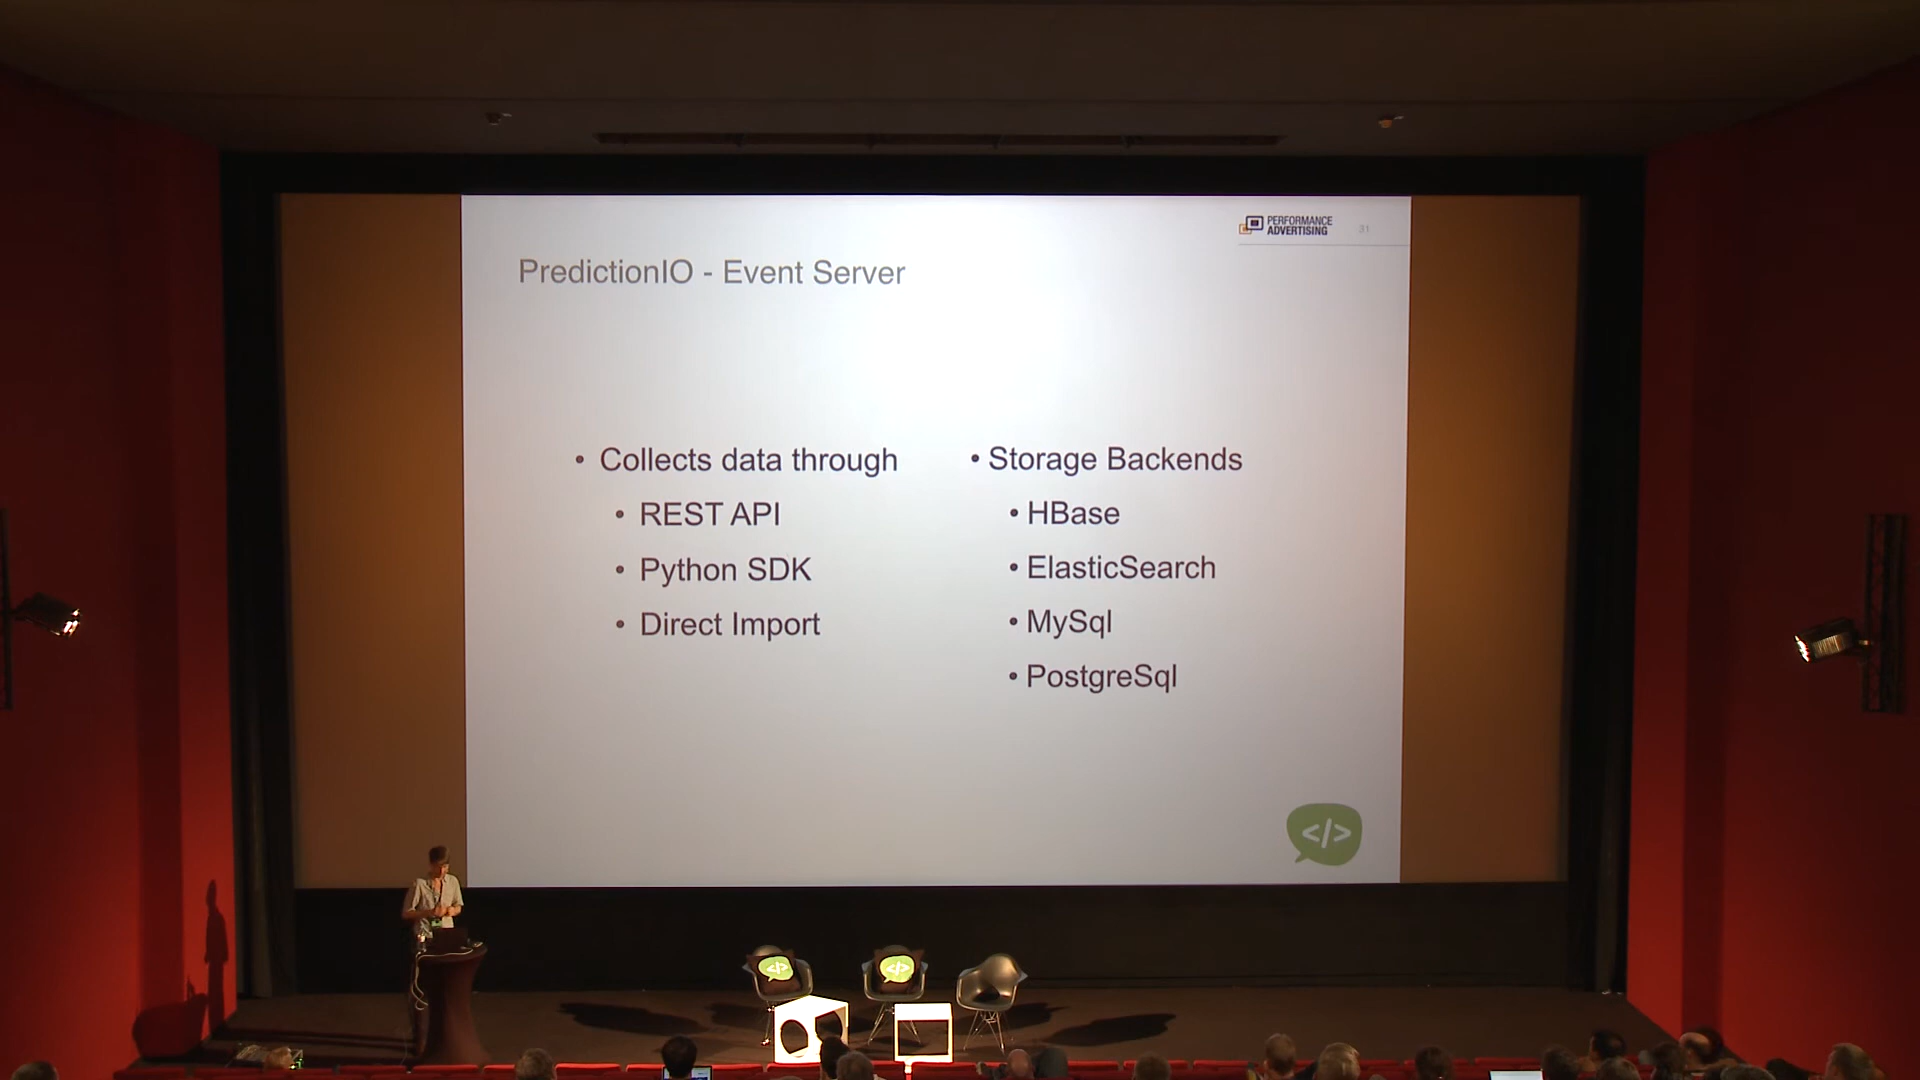 PERFORMANCE
ADVERTISING
31
PredictionIO - Event Server
• Collects data through
• REST API
• Python SDK
• Direct Import
• Storage Backends
• HBase
• ElasticSearch
• MySql
• PostgreSql
</>
</>
</>